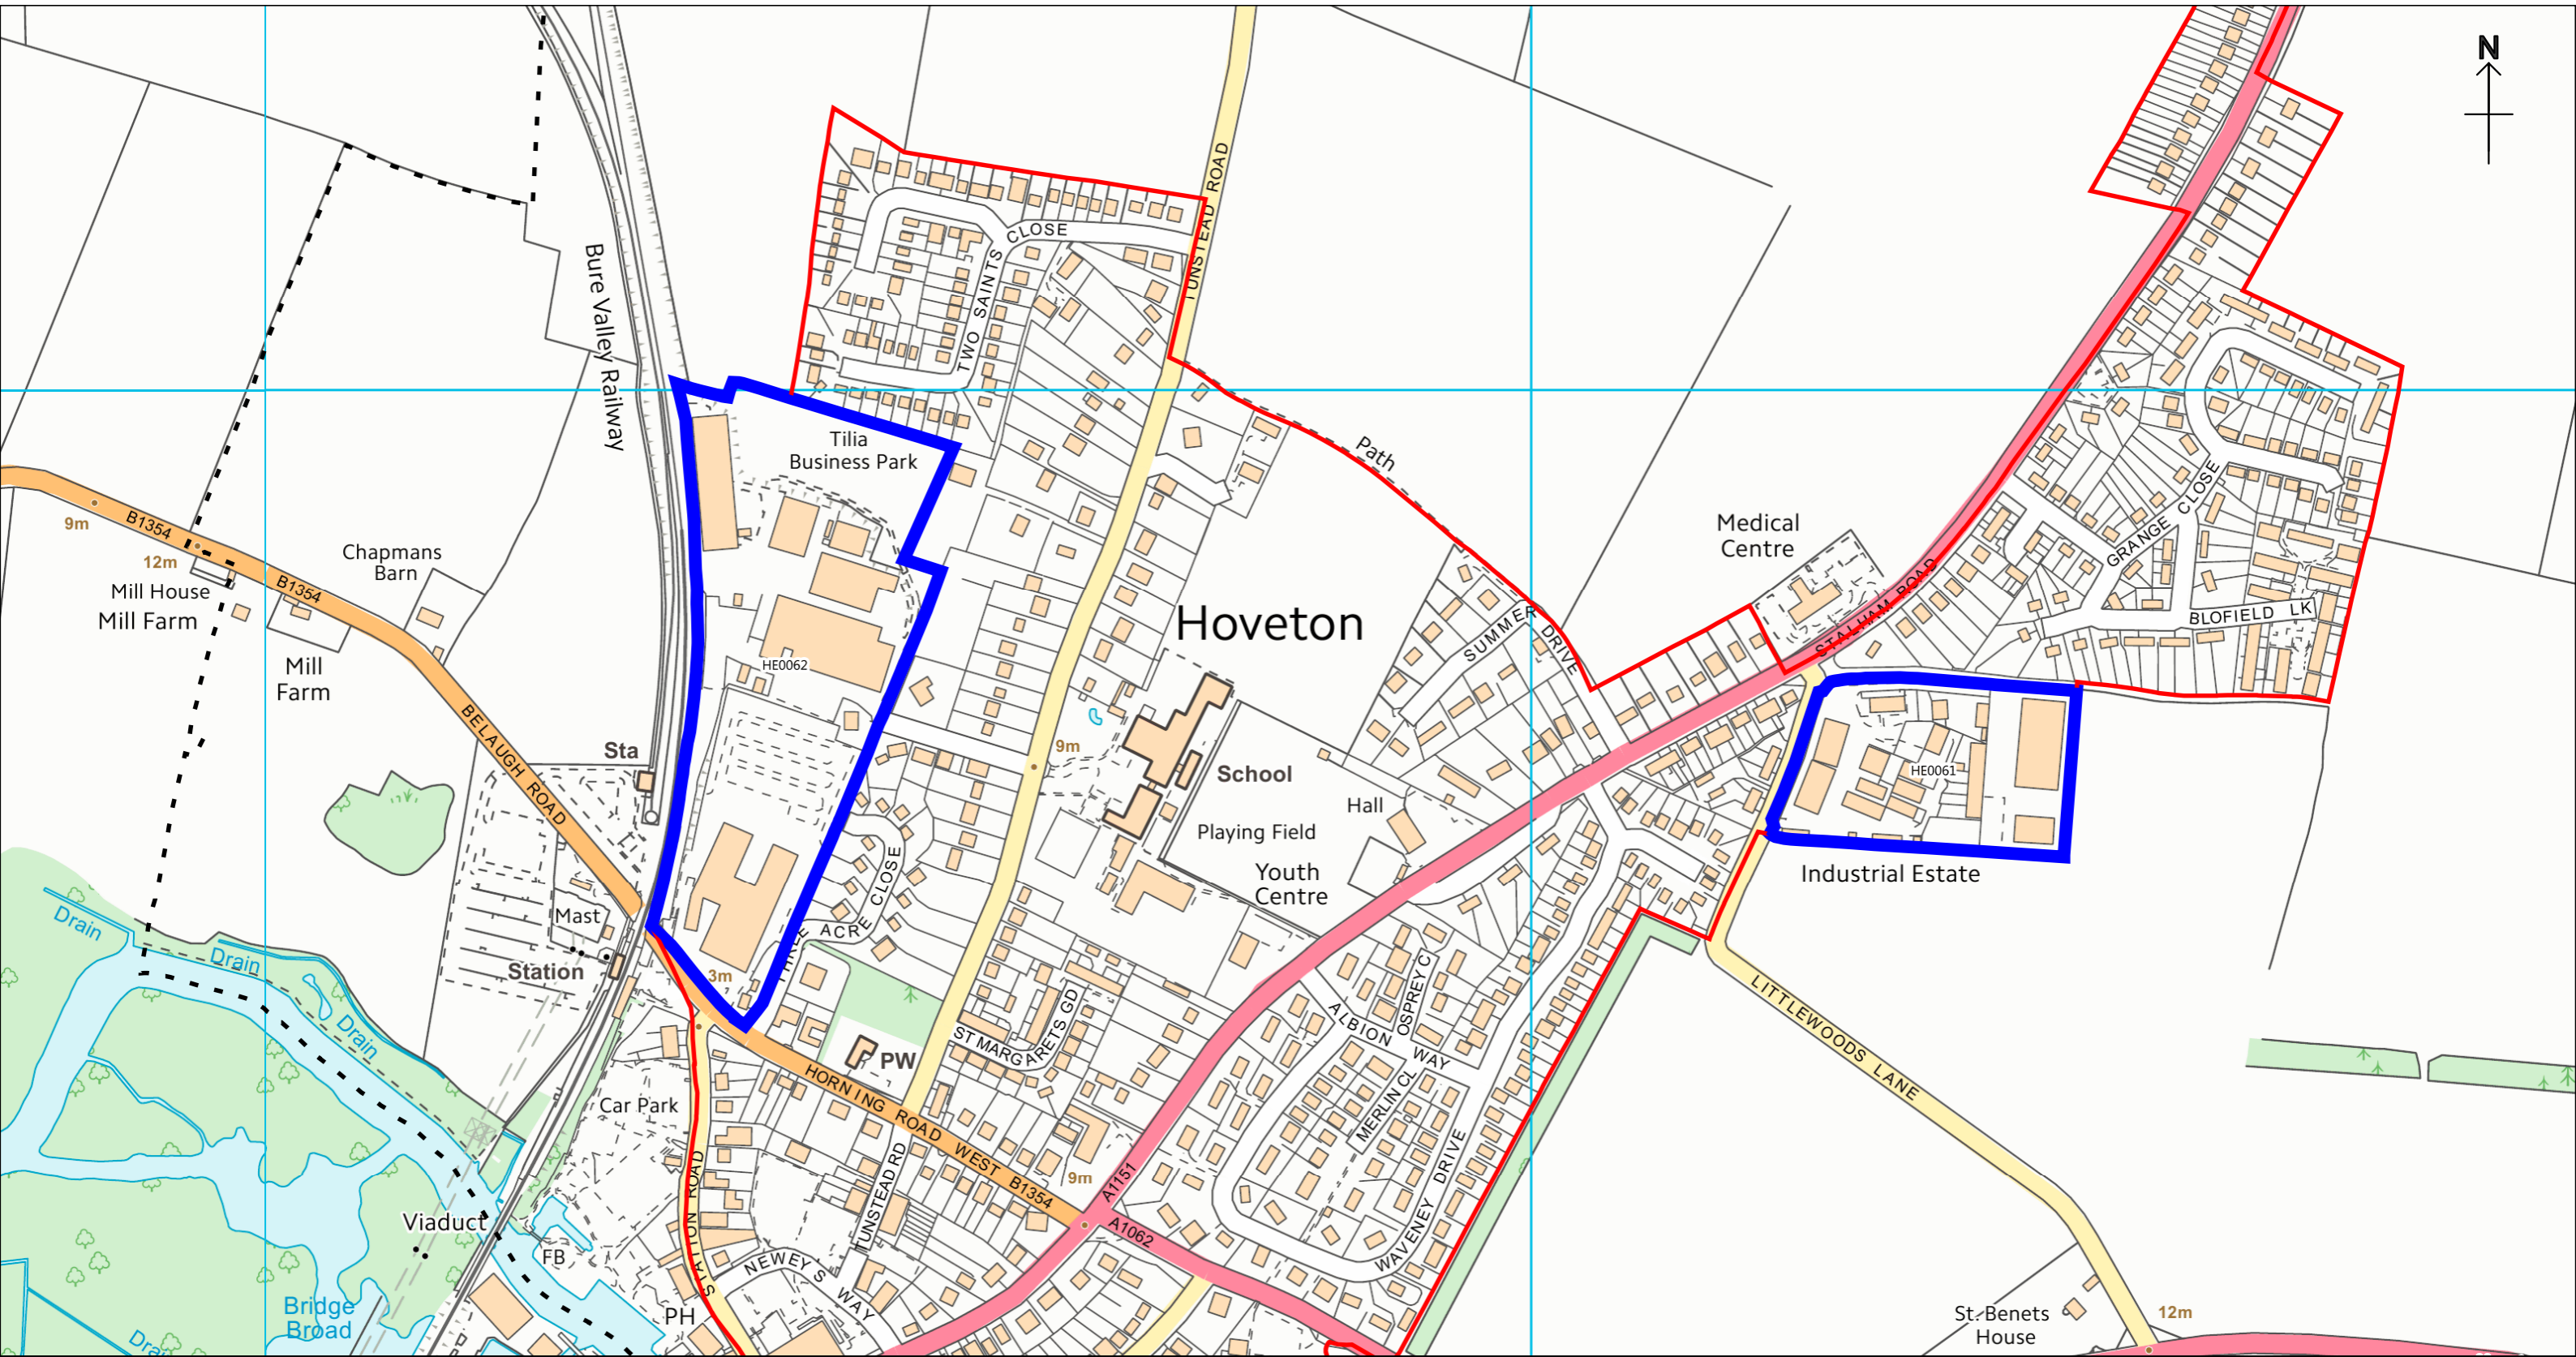 N
TUNSTEAD ROAD
CLOSE
TWO SAINTS
TUNSTEAD ROAD
Bure Valley Railway
Tilia
Business Park
Path
B1354
9m
12m
B1354
Chapmans
Barn
Mill House
Mill Farm
Mill
Farm
Medical
Centre
GRANGE CLOSE
BLOFIELD LK
STALHAM ROAD
Hoveton
SUMMER DRIVE
HE0062
BELAUGH ROAD
Sta
9m
School
Hall
Playing Field
Youth
Centre
HE0061
Industrial Estate
ACRE CLOSE
Mast
Station
3m
Drain
Drain
Drain
PW
ST MARGARETS GD
ALBION WAY
OSPREY C
MERLIN CL
WAVENEY DRIVE
LITTLEWOODS LANE
Car Park
HORNING ROAD WEST
B1354
9m
A1151
A1062
STATION ROAD
TUNSTEAD RD
NEWEY S WAY
Viaduct
FB
PH
Bridge
Broad
St. Benets
House
12m